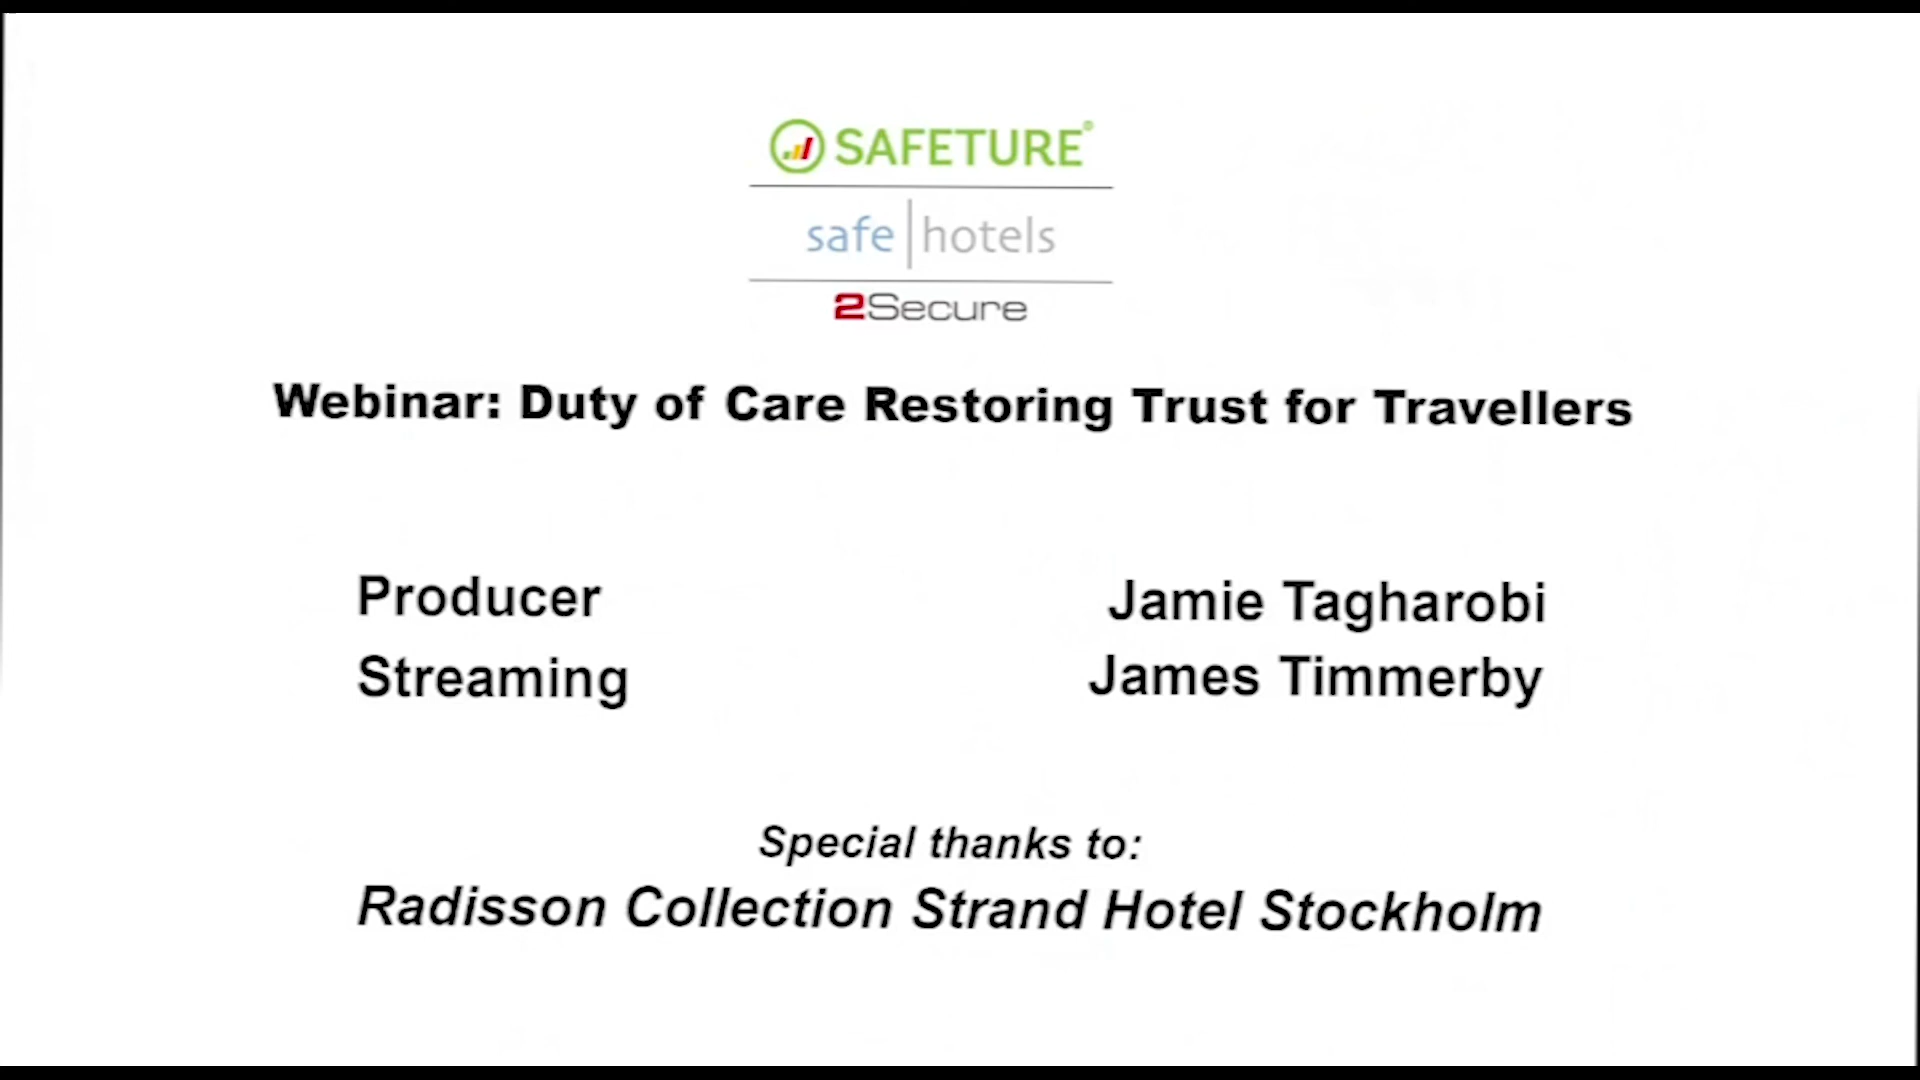 SAFETURE
safe|hotels
2Secure
Webinar: Duty of Care Restoring Trust for Travellers
Producer Jamie Tagharobi
Streaming James Timmerby
Special thanks to:
Radisson Collection Strand Hotel Stockholm